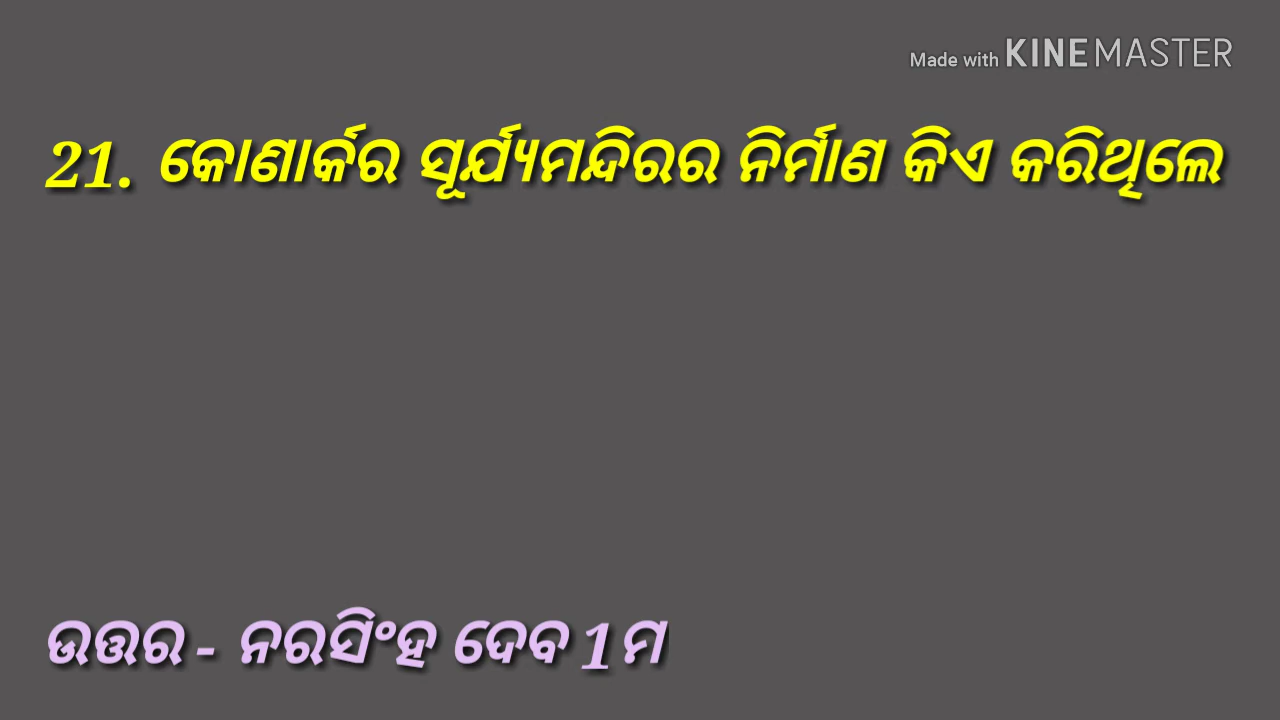 Made with KINEMASTER
21. କୋଣାର୍କର ସୂର୍ଯ୍ୟମନ୍ଦିରର ନିର୍ମାଣ କିଏ କରିଥିଲେ
ଉତ୍ତର - ନରସିଂହ ଦେବ 1ମ